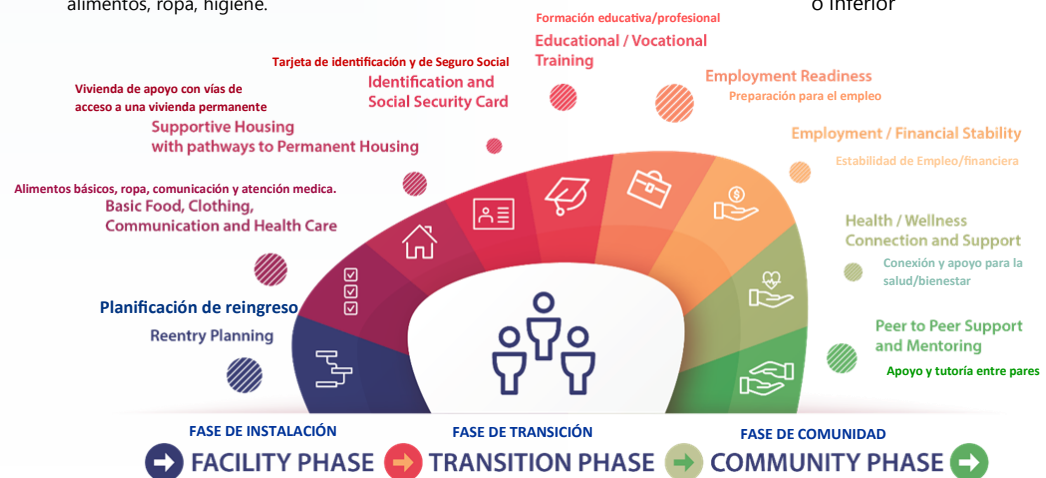 alimentos, ropa, higiene.
o inferior
Formación educativa/profesional
Educational / Vocational
Training
Tarjeta de identificación y de Seguro Social
Identification and
Social Security Card
Employment Readiness
Preparación para el empleo
Vivienda de apoyo con vías de
acceso a una vivienda permanente
Supportive Housing
with pathways to Permanent Housing
Employment / Financial Stability
Estabilidad de Empleo/financiera
Alimentos básicos, ropa, comunicación y atención medica.
Basic Food, Clothing,
Communication and Health Care
Health / Wellness
Connection and Support
Conexión y apoyo para la
salud/bienestar
Planificación de reingreso
Reentry Planning
Peer to Peer Support
and Mentoring
Apoyo y tutoría entre pares
FASE DE INSTALACIÓN
FACILITY PHASE
FASE DE TRANSICIÓN
TRANSITION PHASE
FASE DE COMUNIDAD
COMMUNITY PHASE